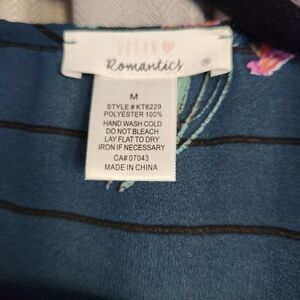 Romantics ®
M
STYLE # KT6229
POLYESTER 100%
HAND WASH COLD
DO NOT BLEACH
LAY FLAT TO DRY
IRON IF NECESSARY
CA# 07043
MADE IN CHINA